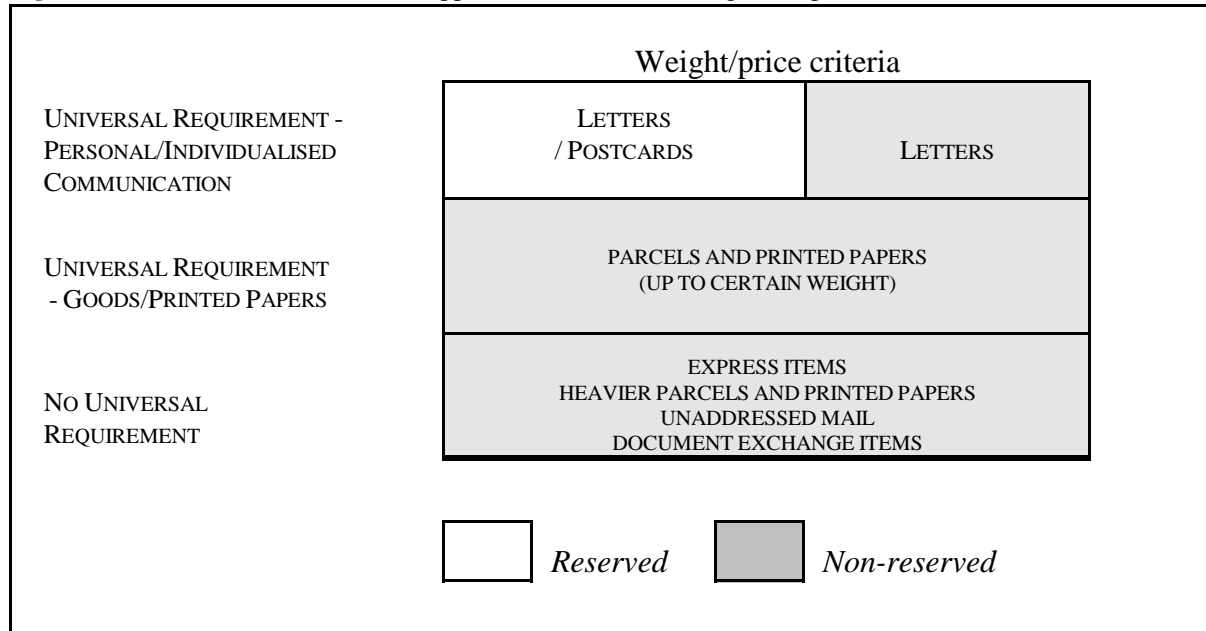 Weight/price criteria
UNIVERSAL REQUIREMENT -
PERSONAL/INDIVIDUALISED
COMMUNICATION
LETTERS
/ POSTCARDS
LETTERS
UNIVERSAL REQUIREMENT
- GOODS/PRINTED PAPERS
PARCELS AND PRINTED PAPERS
(UP TO CERTAIN WEIGHT)
NO UNIVERSAL
REQUIREMENT
EXPRESS ITEMS
HEAVIER PARCELS AND PRINTED PAPERS
UNADDRESSED MAIL
DOCUMENT EXCHANGE ITEMS
Reserved
Non-reserved